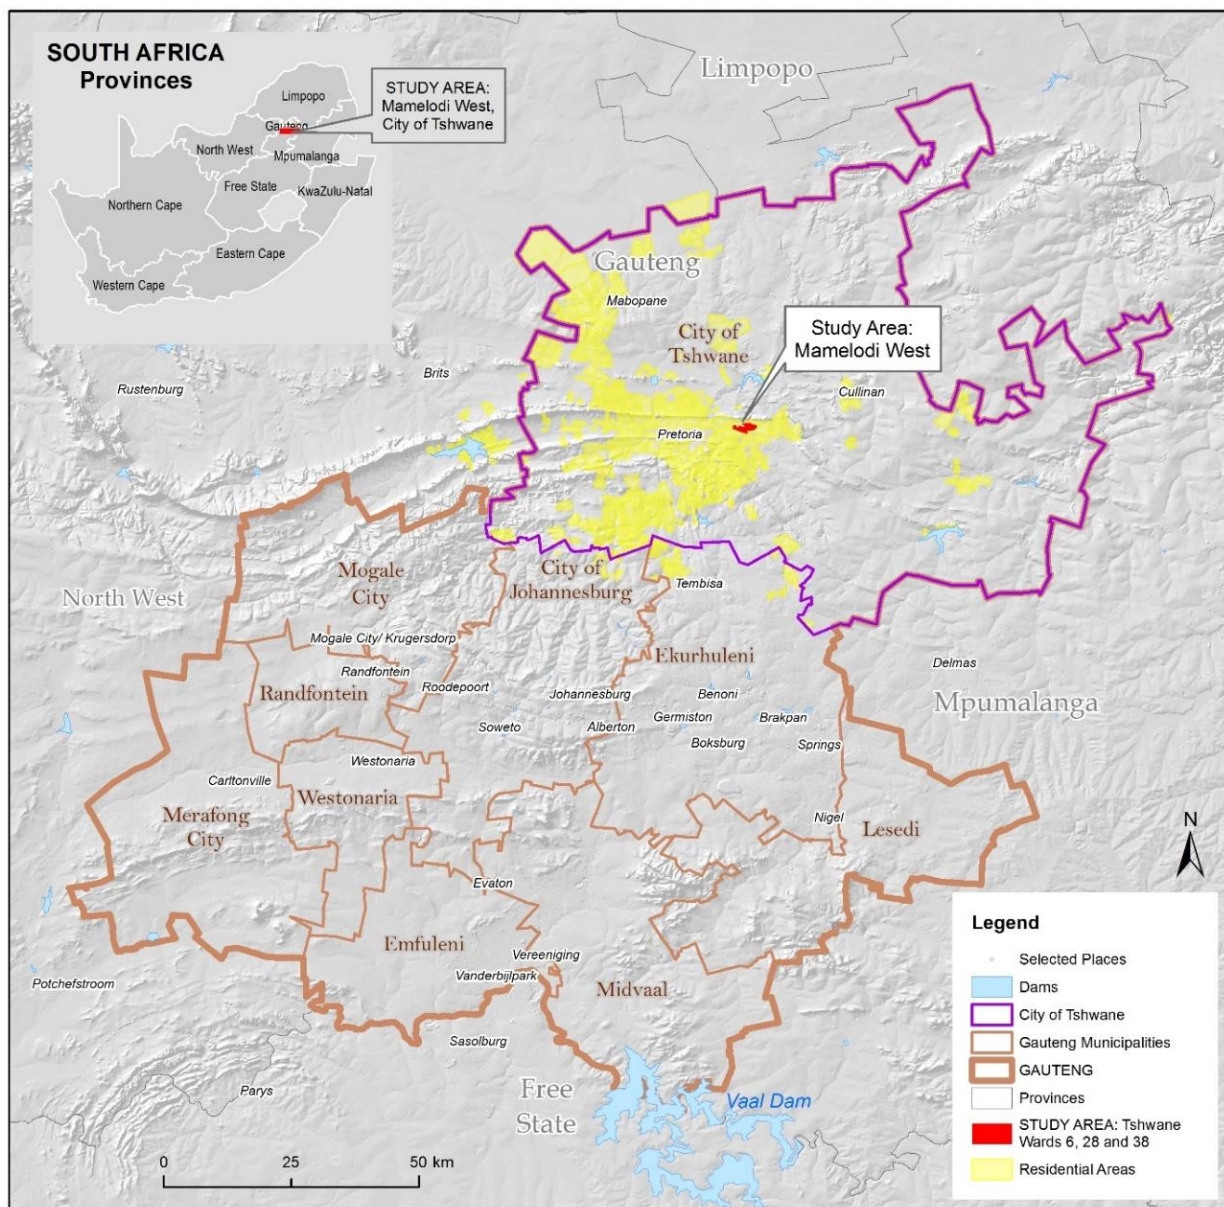 SOUTH AFRICA
Provinces
Limpopo
Gauteng
North West
Mpumalanga
Free State
KwaZulu-Natal
Northern Cape
Eastern Cape
Western Cape
STUDY AREA:
Mamelodi West,
City of Tshwane
Limpopo
Gauteng
Mabopane
City of
Tshwane
Study Area:
Mamelodi West
Rustenburg
Brits
Cullinan
Pretoria
North West
Mogale
City
City of
Johannesburg
Tembisa
Mogale City/ Krugersdorp
Ekurhuleni
Delmas
Randfontein
Randfontein
Roodepoort
Johannesburg
Benoni
Mpumalanga
Soweto
Alberton
Germiston
Brakpan
Boksburg
Springs
Carltonville
Westonaria
Westonaria
Merafong
City
Nigel
Lesedi
N
Evaton
Emfuleni
Vereeniging
Vanderbijlpark
Midvaal
Potchefstroom
Sasolburg
Parys
Free
State
Vaal Dam
0 25 50 km
Legend
Selected Places
Dams
City of Tshwane
Gauteng Municipalities
GAUTENG
Provinces
STUDY AREA: Tshwane
Wards 6, 28 and 38
Residential Areas